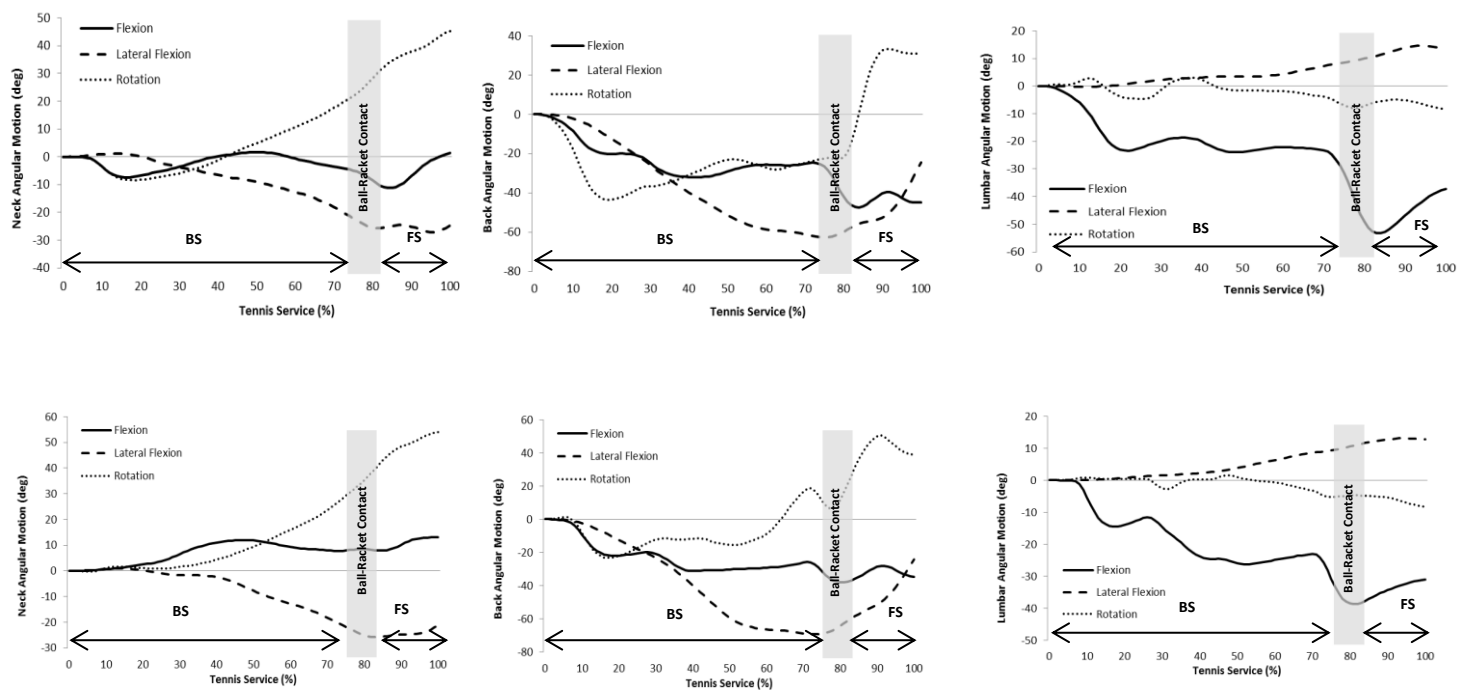 Neck Angular Motion (deg)
50
40
30
20
10
0
-10
-20
-30
-40
Flexion
Lateral Flexion
Rotation
Ball-Racket Contact
BS
FS
0 10 20 30 40 50 60 70 80 90 100
Tennis Service (%)
Back Angular Motion (deg)
40
20
0
-20
-40
-60
-80
Flexion
Lateral Flexion
Rotation
Ball-Racket Contact
BS
FS
0 10 20 30 40 50 60 70 80 90 100
Tennis Service (%)
Lumbar Angular Motion (deg)
20
10
0
-10
-20
-30
-40
-50
-60
Flexion
Lateral Flexion
Rotation
Ball-Racket Contact
BS
FS
0 10 20 30 40 50 60 70 80 90 100
Tennis Service (%)
Neck Angular Motion (deg)
60
50
40
30
20
10
0
-10
-20
-30
Flexion
Lateral Flexion
Rotation
Ball-Racket Contact
BS
FS
0 10 20 30 40 50 60 70 80 90 100
Tennis Service (%)
Back Angular Motion (deg)
60
40
20
0
-20
-40
-60
-80
Flexion
Lateral Flexion
Rotation
Ball-Racket Contact
BS
FS
0 10 20 30 40 50 60 70 80 90 100
Tennis Service (%)
Lumbar Angular Motion (deg)
20
10
0
-10
-20
-30
-40
-50
Flexion
Lateral Flexion
Rotation
Ball-Racket Contact
BS
FS
0 10 20 30 40 50 60 70 80 90 100
Tennis Service (%)